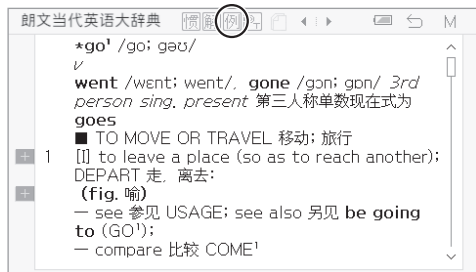 朗文当代英语大辞典 惯 解 例 M
*go¹ /go; gəʊ/
v
went /wɛnt; went/, gone /gɔn; gɒn/ 3rd
person sing. present 第三人称单数现在式为
goes
■ TO MOVE OR TRAVEL 移动; 旅行
1 [I] to leave a place (so as to reach another);
DEPART 走, 离去:
(fig. 喻)
— see 参见 USAGE; see also 另见 be going
to (GO¹);
— compare 比较 COME¹